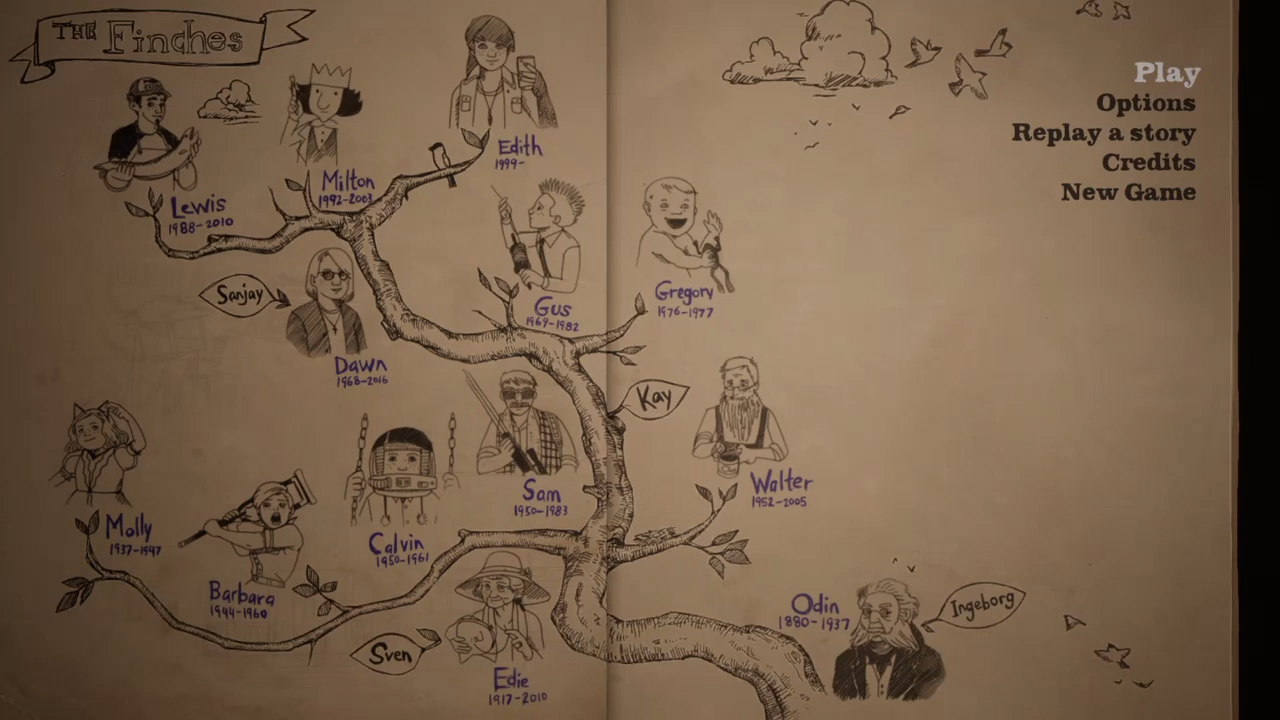 THE Finches
Edith
1999-
Milton
1992-2003
Lewis
1988-2010
Sanjay
Gus
1969-1982
Gregory
1976-1977
Dawn
1968-2016
Kay
Sam
1950-1983
Walter
1952-2005
Molly
1937-1947
Calvin
1950-1961
Barbara
1944-1960
Odin
1880-1937
Ingeborg
Sven
Edie
1917-2010
Play
Options
Replay a story
Credits
New Game